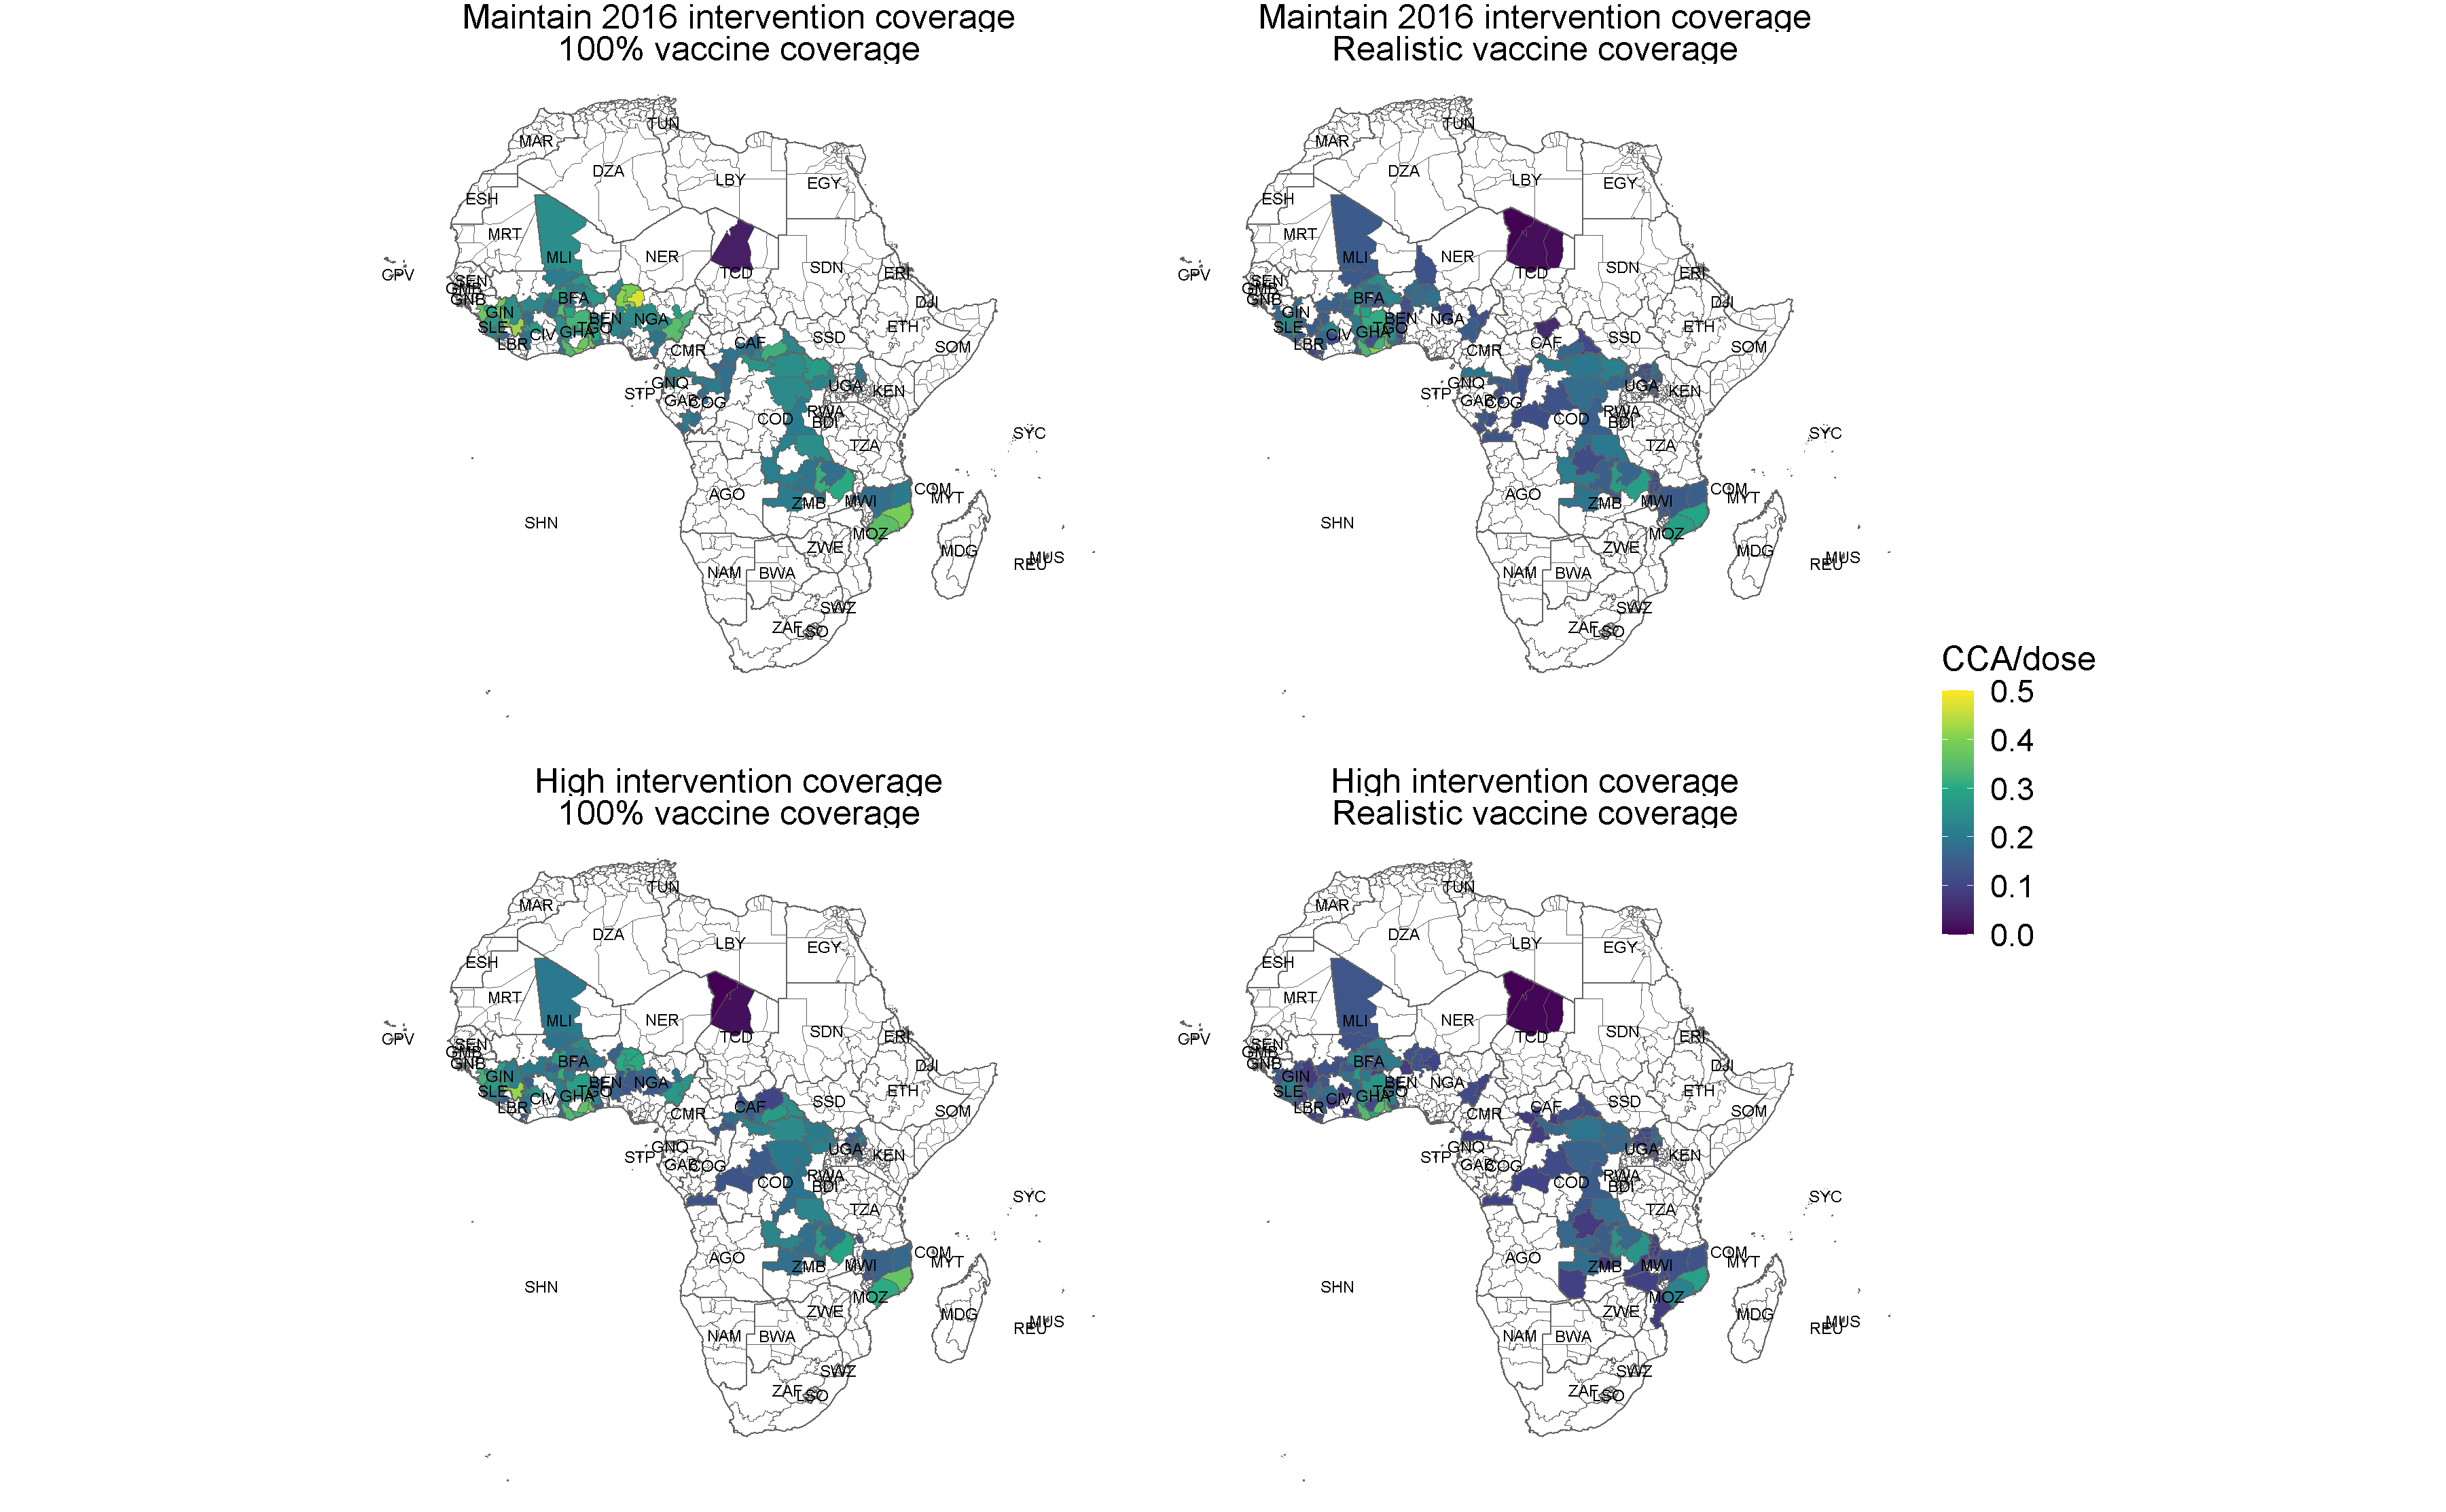 Maintain 2016 intervention coverage
100% vaccine coverage
TUN
MAR
DZA
LBY
EGY
ESH
MRT
MLI
NER
TCD
SDN
ERI
CPV
SEN
GMB
GNB
BFA
DJI
GIN
SLE
BEN
NGA
TGO
GHA
CIV
LBR
ETH
SOM
CAF
SSD
CMR
GNQ
STP
GAB
COG
UGA
KEN
COD
RWA
BDI
TZA
SYC
AGO
ZMB
MWI
COM
MYT
SHN
MOZ
ZWE
MDG
MUS
REU
NAM
BWA
SWZ
ZAF
LSO
Maintain 2016 intervention coverage
Realistic vaccine coverage
TUN
MAR
DZA
LBY
EGY
ESH
MRT
MLI
NER
TCD
SDN
ERI
CPV
SEN
GMB
GNB
BFA
DJI
GIN
SLE
BEN
NGA
TGO
GHA
CIV
LBR
ETH
SOM
CAF
SSD
CMR
GNQ
STP
GAB
COG
UGA
KEN
COD
RWA
BDI
TZA
SYC
AGO
ZMB
MWI
COM
MYT
SHN
MOZ
ZWE
MDG
MUS
REU
NAM
BWA
SWZ
ZAF
LSO
CCA/dose
0.5
0.4
0.3
0.2
0.1
0.0
High intervention coverage
100% vaccine coverage
TUN
MAR
DZA
LBY
EGY
ESH
MRT
MLI
NER
TCD
SDN
ERI
CPV
SEN
GMB
GNB
BFA
DJI
GIN
SLE
BEN
NGA
TGO
GHA
CIV
LBR
ETH
SOM
CAF
SSD
CMR
GNQ
STP
GAB
COG
UGA
KEN
COD
RWA
BDI
TZA
SYC
AGO
ZMB
MWI
COM
MYT
SHN
MOZ
ZWE
MDG
MUS
REU
NAM
BWA
SWZ
ZAF
LSO
High intervention coverage
Realistic vaccine coverage
TUN
MAR
DZA
LBY
EGY
ESH
MRT
MLI
NER
TCD
SDN
ERI
CPV
SEN
GMB
GNB
BFA
DJI
GIN
SLE
BEN
NGA
TGO
GHA
CIV
LBR
ETH
SOM
CAF
SSD
CMR
GNQ
STP
GAB
COG
UGA
KEN
COD
RWA
BDI
TZA
SYC
AGO
ZMB
MWI
COM
MYT
SHN
MOZ
ZWE
MDG
MUS
REU
NAM
BWA
SWZ
ZAF
LSO